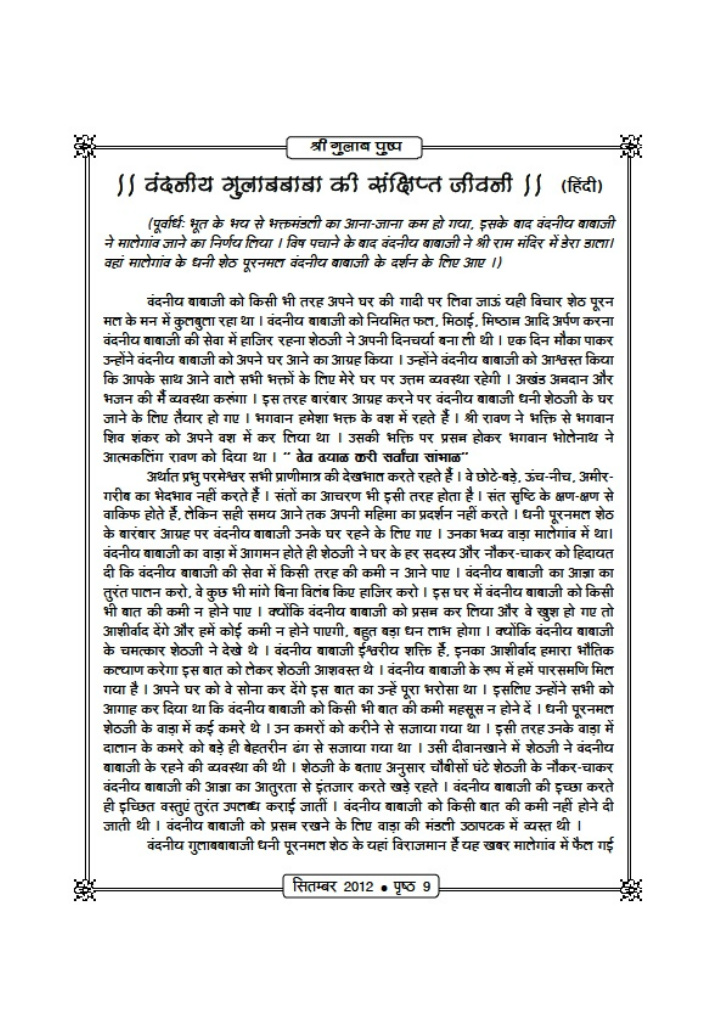 श्री गुलाब पुष्प
।। वंदनीय गुलाबबाबा की संक्षिप्त जीवनी ।। (हिंदी)
(पूर्वार्धः भूत के भय से भक्तमंडली का आना-जाना कम हो गया, इसके बाद वंदनीय बाबाजी
ने मालेगांव जाने का निर्णय लिया । विष पचाने के बाद वंदनीय बाबाजी ने श्री राम मंदिर में डेरा डाला।
वहां मालेगांव के धनी शेठ पूरनमल वंदनीय बाबाजी के दर्शन के लिए आए ।)
वंदनीय बाबाजी को किसी भी तरह अपने घर की गादी पर लिवा जाऊं यही विचार शेठ पूरन
मल के मन में कुलबुला रहा था । वंदनीय बाबाजी को नियमित फल, मिठाई, मिष्ठान्न आदि अर्पण करना
वंदनीय बाबाजी की सेवा में हाजिर रहना शेठजी ने अपनी दिनचर्या बना ली थी । एक दिन मौका पाकर
उन्होंने वंदनीय बाबाजी को अपने घर आने का आग्रह किया । उन्होंने वंदनीय बाबाजी को आश्वस्त किया
कि आपके साथ आने वाले सभी भक्तों के लिए मेरे घर पर उत्तम व्यवस्था रहेगी । अखंड अन्नदान और
भजन की मैं व्यवस्था करूंगा । इस तरह बारंबार आग्रह करने पर वंदनीय बाबाजी धनी शेठजी के घर
जाने के लिए तैयार हो गए । भगवान हमेशा भक्त के वश में रहते हैं । श्री रावण ने भक्ति से भगवान
शिव शंकर को अपने वश में कर लिया था । उसकी भक्ति पर प्रसन्न होकर भगवान भोलेनाथ ने
आत्मकलिंग रावण को दिया था । “ देव दयाळ करी सर्वांचा सांभाळ”
अर्थात प्रभु परमेश्वर सभी प्राणीमात्र की देखभाल करते रहते हैं । वे छोटे-बड़े, ऊंच-नीच, अमीर-
गरीब का भेदभाव नहीं करते हैं । संतों का आचरण भी इसी तरह होता है । संत सृष्टि के क्षण-क्षण से
वाकिफ होते हैं, लेकिन सही समय आने तक अपनी महिमा का प्रदर्शन नहीं करते । धनी पूरनमल शेठ
के बारंबार आग्रह पर वंदनीय बाबाजी उनके घर रहने के लिए गए । उनका भव्य वाड़ा मालेगांव में था।
वंदनीय बाबाजी का वाड़ा में आगमन होते ही शेठजी ने घर के हर सदस्य और नौकर-चाकर को हिदायत
दी कि वंदनीय बाबाजी की सेवा में किसी तरह की कमी न आने पाए । वंदनीय बाबाजी का आज्ञा का
तुरंत पालन करो, वे कुछ भी मांगे बिना विलंब किए हाजिर करो । इस घर में वंदनीय बाबाजी को किसी
भी बात की कमी न होने पाए । क्योंकि वंदनीय बाबाजी को प्रसन्न कर लिया और वे खुश हो गए तो
आशीर्वाद देंगे और हमें कोई कमी न होने पाएगी, बहुत बड़ा धन लाभ होगा । क्योंकि वंदनीय बाबाजी
के चमत्कार शेठजी ने देखे थे । वंदनीय बाबाजी ईश्वरीय शक्ति हैं, इनका आशीर्वाद हमारा भौतिक
कल्याण करेगा इस बात को लेकर शेठजी आशवस्त थे । वंदनीय बाबाजी के रूप में हमें पारसमणि मिल
गया है । अपने घर को वे सोना कर देंगे इस बात का उन्हें पूरा भरोसा था । इसलिए उन्होंने सभी को
आगाह कर दिया था कि वंदनीय बाबाजी को किसी भी बात की कमी महसूस न होने दें । धनी पूरनमल
शेठजी के वाड़ा में कई कमरे थे । उन कमरों को करीने से सजाया गया था । इसी तरह उनके वाड़ा में
दालान के कमरे को बड़े ही बेहतरीन ढंग से सजाया गया था । उसी दीवानखाने में शेठजी ने वंदनीय
बाबाजी के रहने की व्यवस्था की थी । शेठजी के बताए अनुसार चौबीसों घंटे शेठजी के नौकर-चाकर
वंदनीय बाबाजी की आज्ञा का आतुरता से इंतजार करते खड़े रहते । वंदनीय बाबाजी की इच्छा करते
ही इच्छित वस्तुएं तुरंत उपलब्ध कराई जातीं । वंदनीय बाबाजी को किसी बात की कमी नहीं होने दी
जाती थी । वंदनीय बाबाजी को प्रसन्न रखने के लिए वाड़ा की मंडली उठापटक में व्यस्त थी ।
वंदनीय गुलाबबाबाजी धनी पूरनमल शेठ के यहां विराजमान हैं यह खबर मालेगांव में फैल गई
सितम्बर 2012 ● पृष्ठ 9